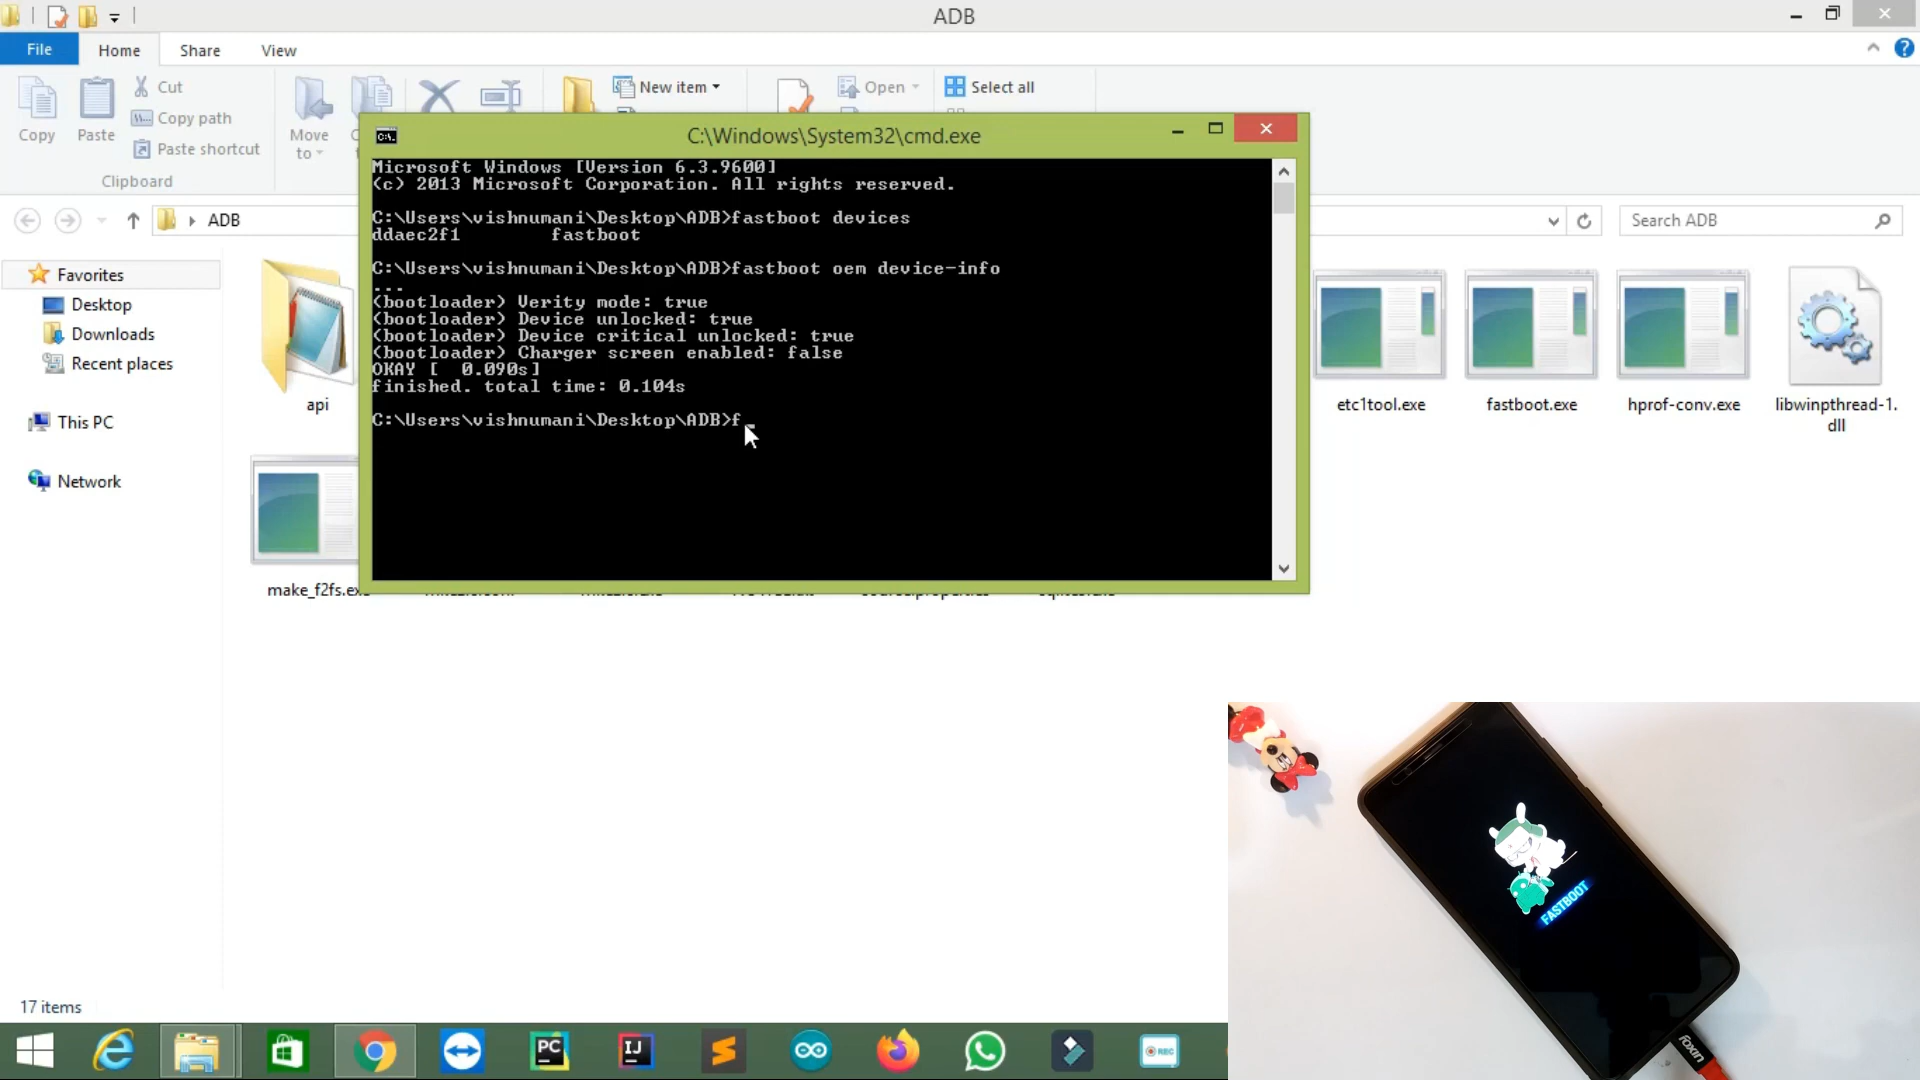 ADB
File
Home
Share
View
Copy
Paste
Cut
Copy path
Paste shortcut
Clipboard
Move to
New item
Open
Select all
C:\Windows\System32\cmd.exe
Microsoft Windows [Version 6.3.9600]
(c) 2013 Microsoft Corporation. All rights reserved.
C:\Users\vishnumani\Desktop\ADB>fastboot devices
ddaec2f1 fastboot
C:\Users\vishnumani\Desktop\ADB>fastboot oem device-info
...
(bootloader) Verity mode: true
(bootloader) Device unlocked: true
(bootloader) Device critical unlocked: true
(bootloader) Charger screen enabled: false
OKAY [ 0.090s]
finished. total time: 0.104s
C:\Users\vishnumani\Desktop\ADB>f_
ADB
Search ADB
Favorites
Desktop
Downloads
Recent places
This PC
Network
api
etc1tool.exe
fastboot.exe
hprof-conv.exe
libwinpthread-1.
dll
make_f2fs.exe
17 items
PC
IJ
REC
FASTBOOT
foxin